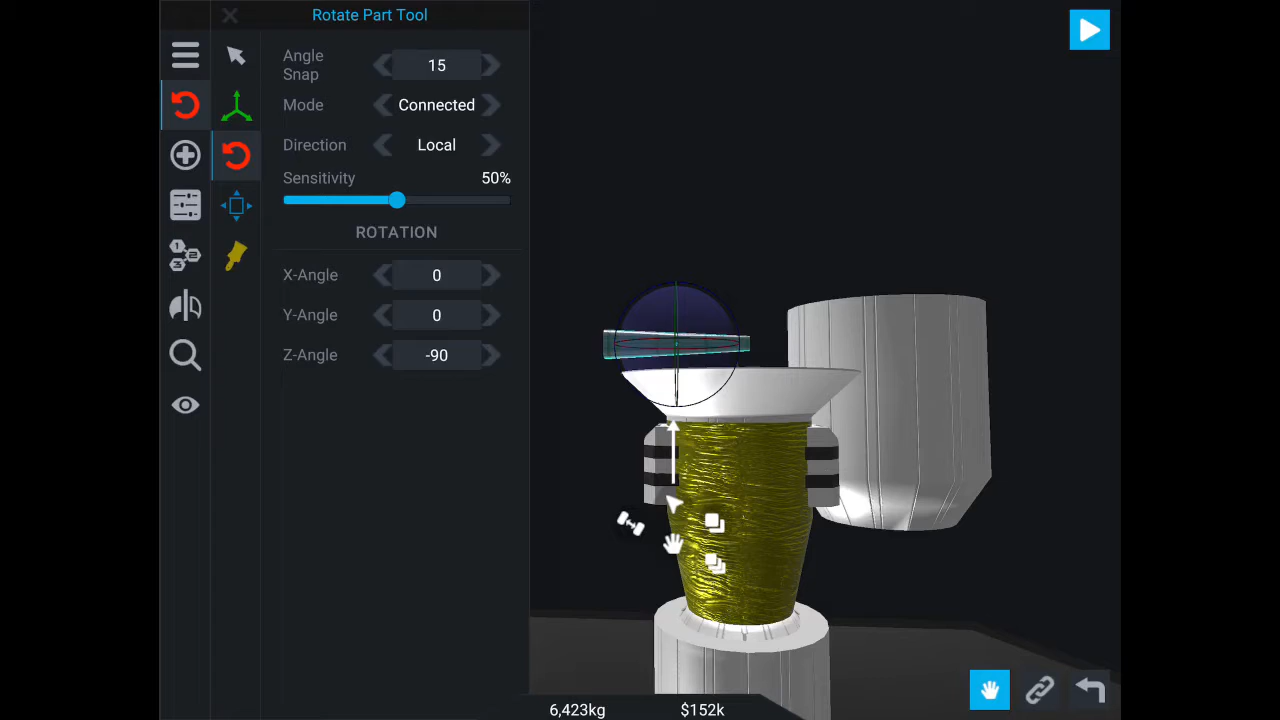 Rotate Part Tool
Angle Snap
15
Mode
Connected
Direction
Local
Sensitivity
50%
ROTATION
X-Angle
0
Y-Angle
0
Z-Angle
-90
6,423kg
$152k